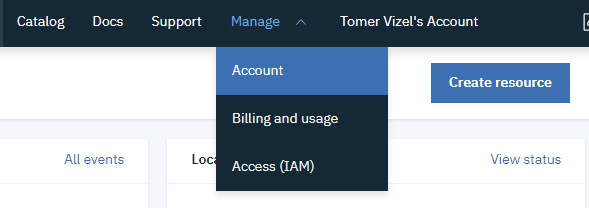 Catalog Docs Support Manage Tomer Vizel's Account
Account
Create resource
Billing and usage
All events Loca View status
Access (IAM)